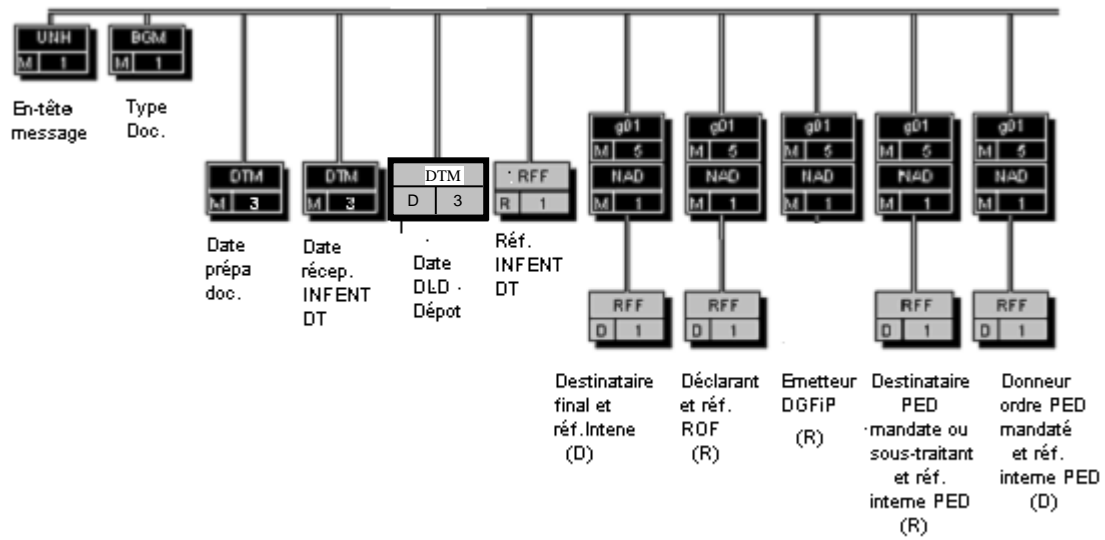 UNH
M 1
En-tête
message
BGM
M 1
Type
Doc.
DTM
M 3
Date
prépa
doc.
DTM
M 3
Date
récep.
INFENT
DT
DTM
D 3
Date
DLD
Dépot
RFF
R 1
Réf.
INFENT
DT
g01
M 5
NAD
M 1
RFF
D 1
Destinataire
final et
réf.Intene
(D)
g01
M 5
NAD
M 1
RFF
D 1
Déclarant
et réf.
ROF
(R)
g01
M 5
NAD
M 1
Emetteur
DGFiP
(R)
g01
M 5
NAD
M 1
RFF
D 1
Destinataire
PED
mandate ou
sous-traitant
et réf.
interne PED
(R)
g01
M 5
NAD
M 1
RFF
D 1
Donneur
ordre PED
mandaté
et réf.
interne PED
(D)